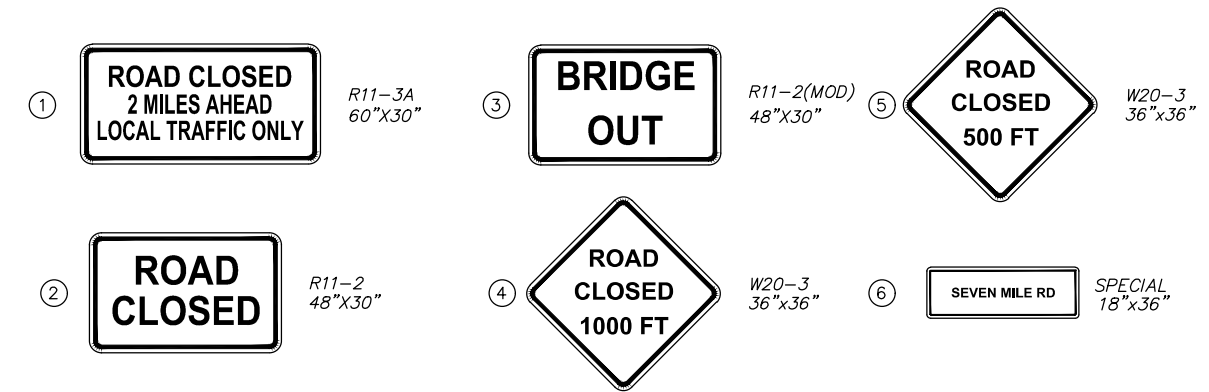 1
ROAD CLOSED
2 MILES AHEAD
LOCAL TRAFFIC ONLY
R11-3A
60"X30"
2
ROAD
CLOSED
R11-2
48"X30"
3
BRIDGE
OUT
R11-2(MOD)
48"X30"
4
ROAD
CLOSED
1000 FT
W20-3
36"x36"
5
ROAD
CLOSED
500 FT
W20-3
36"x36"
6
SEVEN MILE RD
SPECIAL
18"x36"